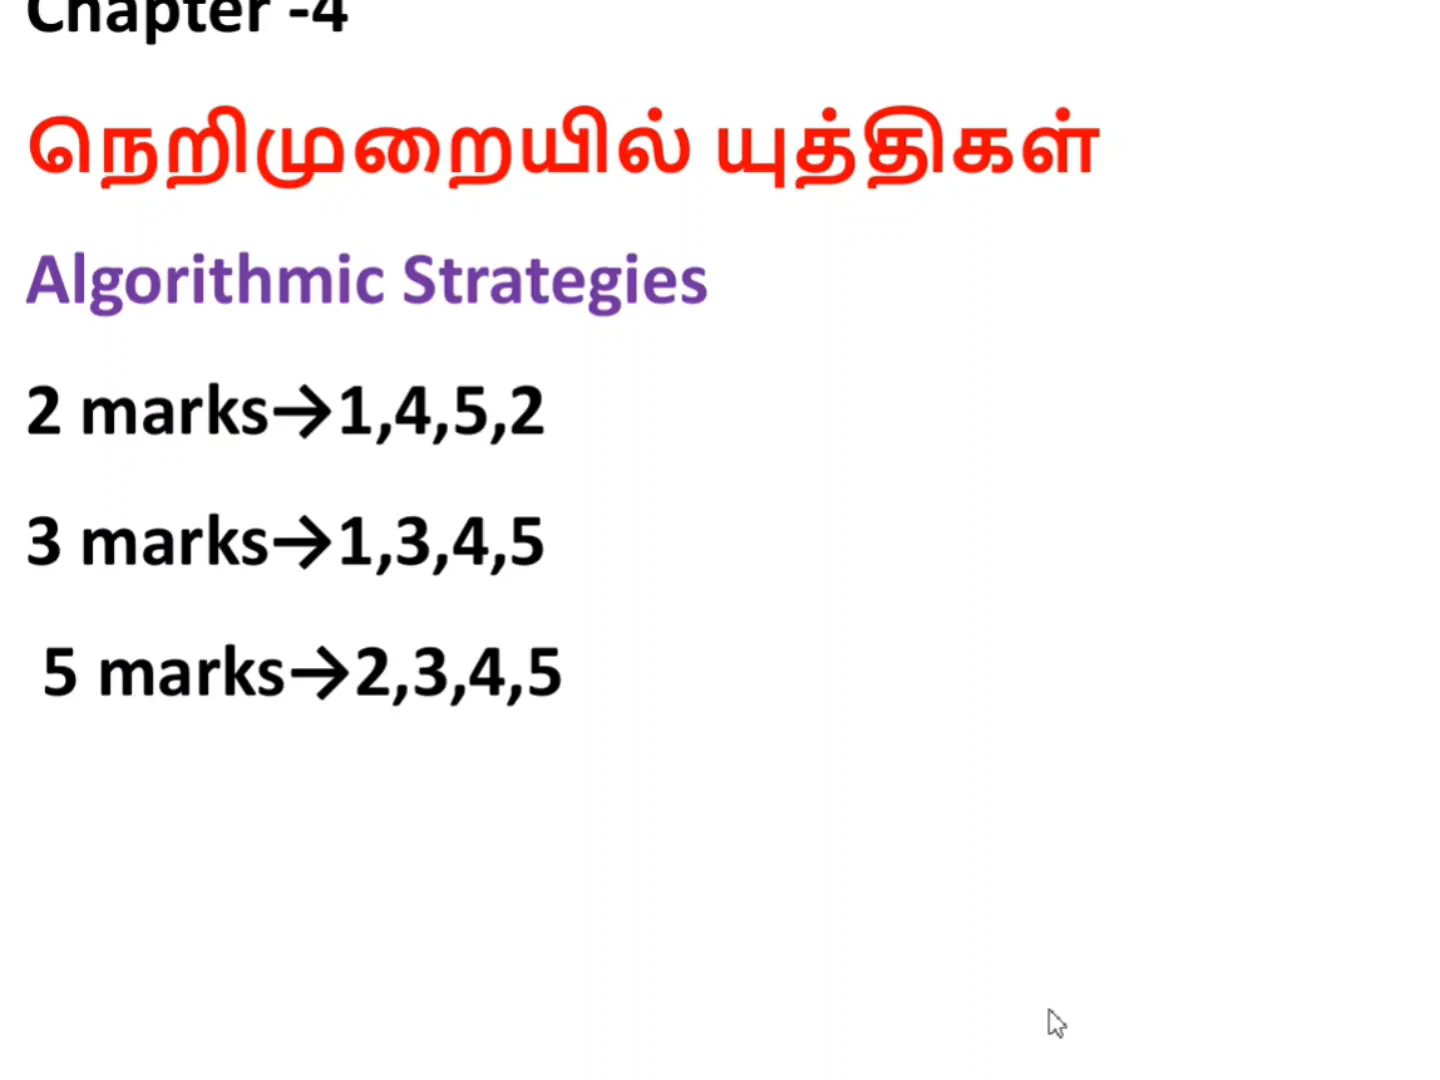 Chapter -4
நெறிமுறையில் யுத்திகள்
Algorithmic Strategies
2 marks→1,4,5,2
3 marks→1,3,4,5
5 marks→2,3,4,5